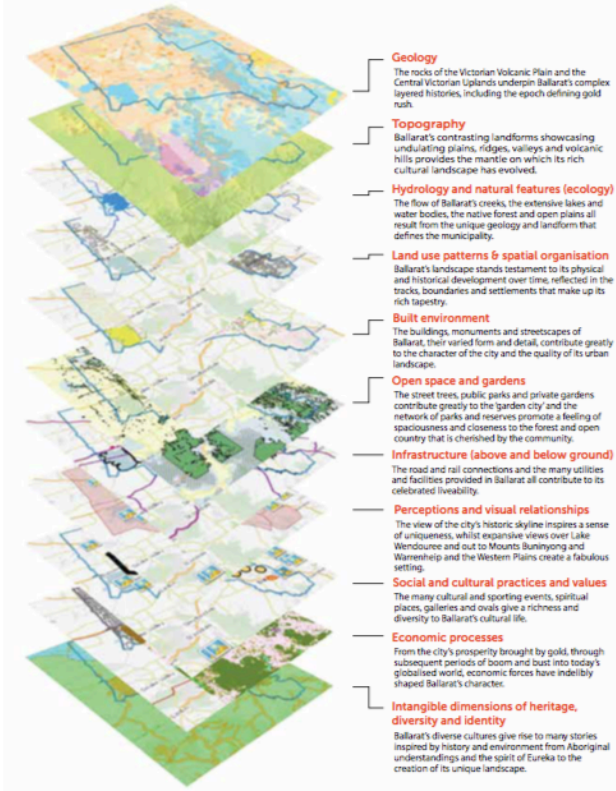 Geology
The rocks of the Victorian Volcanic Plain and the
Central Victorian Uplands underpin Ballarat's complex
layered histories, including the epoch defining gold
rush.
Topography
Ballarat's contrasting landforms showcasing
undulating plains, ridges, valleys and volcanic
hills provides the mantle on which its rich
cultural landscape has evolved.
Hydrology and natural features (ecology)
The flow of Ballarat's creeks, the extensive lakes and
water bodies, the native forest and open plains all
result from the unique geology and landform that
defines the municipality.
Land use patterns & spatial organisation
Ballarat's landscape stands testament to its physical
and historical development over time, reflected in the
tracks, boundaries and settlements that make up its
rich tapestry.
Built environment
The buildings, monuments and streetscapes of
Ballarat, their varied form and detail, contribute greatly
to the character of the city and the quality of its urban
landscape.
Open space and gardens
The street trees, public parks and private gardens
contribute greatly to the 'garden city' and the
network of parks and reserves promote a feeling of
spaciousness and closeness to the forest and open
country that is cherished by the community.
Infrastructure (above and below ground)
The road and rail connections and the many utilities
and facilities provided in Ballarat all contribute to its
celebrated liveability.
Perceptions and visual relationships
The view of the city's historic skyline inspires a sense
of uniqueness, whilst expansive views over Lake
Wendouree and out to Mounts Buninyong and
Warrenheip and the Western Plains create a fabulous
setting.
Social and cultural practices and values
The many cultural and sporting events, spiritual
places, galleries and ovals give a richness and
diversity to Ballarat's cultural life.
Economic processes
From the city's prosperity brought by gold, through
subsequent periods of boom and bust into today's
globalised world, economic forces have indelibly
shaped Ballarat's character.
Intangible dimensions of heritage,
diversity and identity
Ballarat's diverse cultures give rise to many stories
inspired by history and environment from Aboriginal
understandings and the spirit of Eureka to the
creation of its unique landscape.